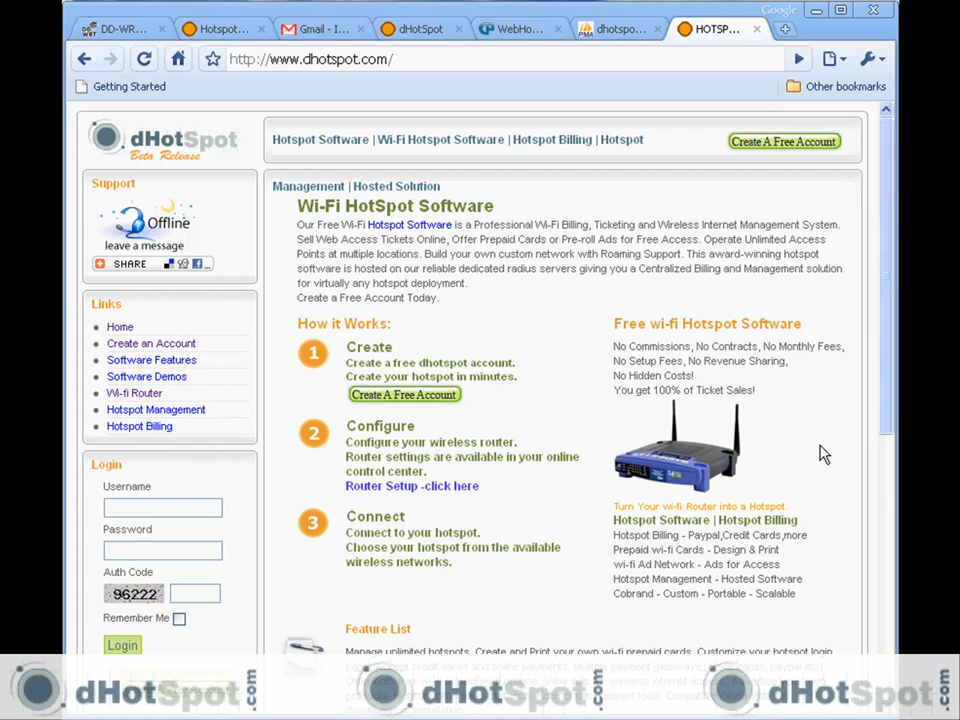 Google
DD-WR...
Hotspot...
Gmail - I...
dHotSpot
WebHo...
dhotspo...
HOTSP...
http://www.dhotspot.com/
Getting Started
Other bookmarks
dHotSpot
Beta Release
Hotspot Software | Wi-Fi Hotspot Software | Hotspot Billing | Hotspot
Create A Free Account
Management | Hosted Solution
Support
Offline
leave a message
SHARE
Links
Home
Create an Account
Software Features
Software Demos
Wi-fi Router
Hotspot Management
Hotspot Billing
Login
Username
Password
Auth Code
96222
Remember Me
Login
Wi-Fi HotSpot Software
Our Free Wi-Fi Hotspot Software is a Professional Wi-Fi Billing, Ticketing and Wireless Internet Management System.
Sell Web Access Tickets Online, Offer Prepaid Cards or Pre-roll Ads for Free Access. Operate Unlimited Access
Points at multiple locations. Build your own custom network with Roaming Support. This award-winning hotspot
software is hosted on our reliable dedicated radius servers giving you a Centralized Billing and Management solution
for virtually any hotspot deployment.
Create a Free Account Today.
How it Works:
1
Create
Create a free dhotspot account.
Create your hotspot in minutes.
Create A Free Account
2
Configure
Configure your wireless router.
Router settings are available in your online
control center.
Router Setup -click here
3
Connect
Connect to your hotspot.
Choose your hotspot from the available
wireless networks.
Free wi-fi Hotspot Software
No Commissions, No Contracts, No Monthly Fees,
No Setup Fees, No Revenue Sharing,
No Hidden Costs!
You get 100% of Ticket Sales!
Turn Your wi-fi Router into a Hotspot.
Hotspot Software | Hotspot Billing
Hotspot Billing - Paypal,Credit Cards,more
Prepaid wi-fi Cards - Design & Print
wi-fi Ad Network - Ads for Access
Hotspot Management - Hosted Software
Cobrand - Custom - Portable - Scalable
Feature List
Manage unlimited hotspots. Create and Print your own wi-fi prepaid cards. Customize your hotspot login
dHotSpot.com
dHotSpot.com
dHotSpot.com